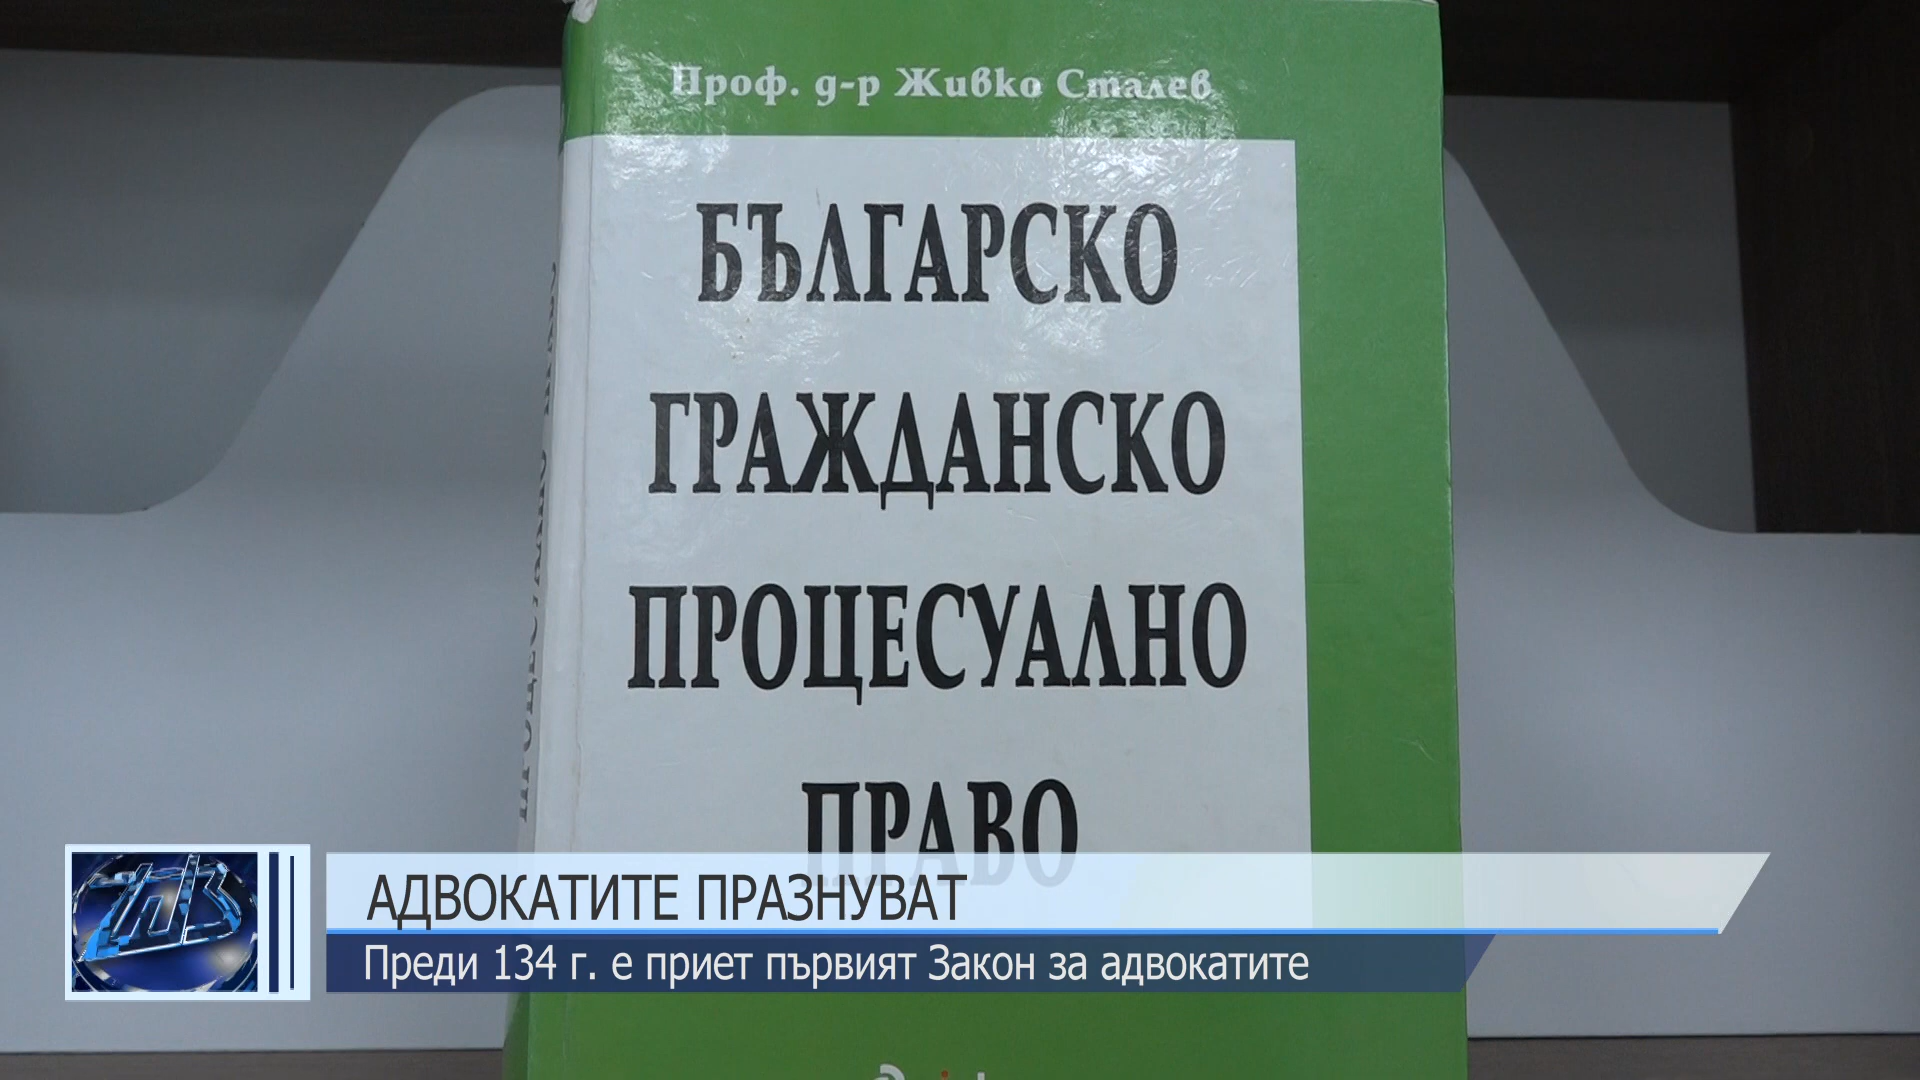 Проф. д-р Живко Сталев
БЪЛГАРСКО
ГРАЖДАНСКО
ПРОЦЕСУАЛНО
ПРАВО
АДВОКАТИТЕ ПРАЗНУВАТ
Преди 134 г. е приет първият Закон за адвокатите